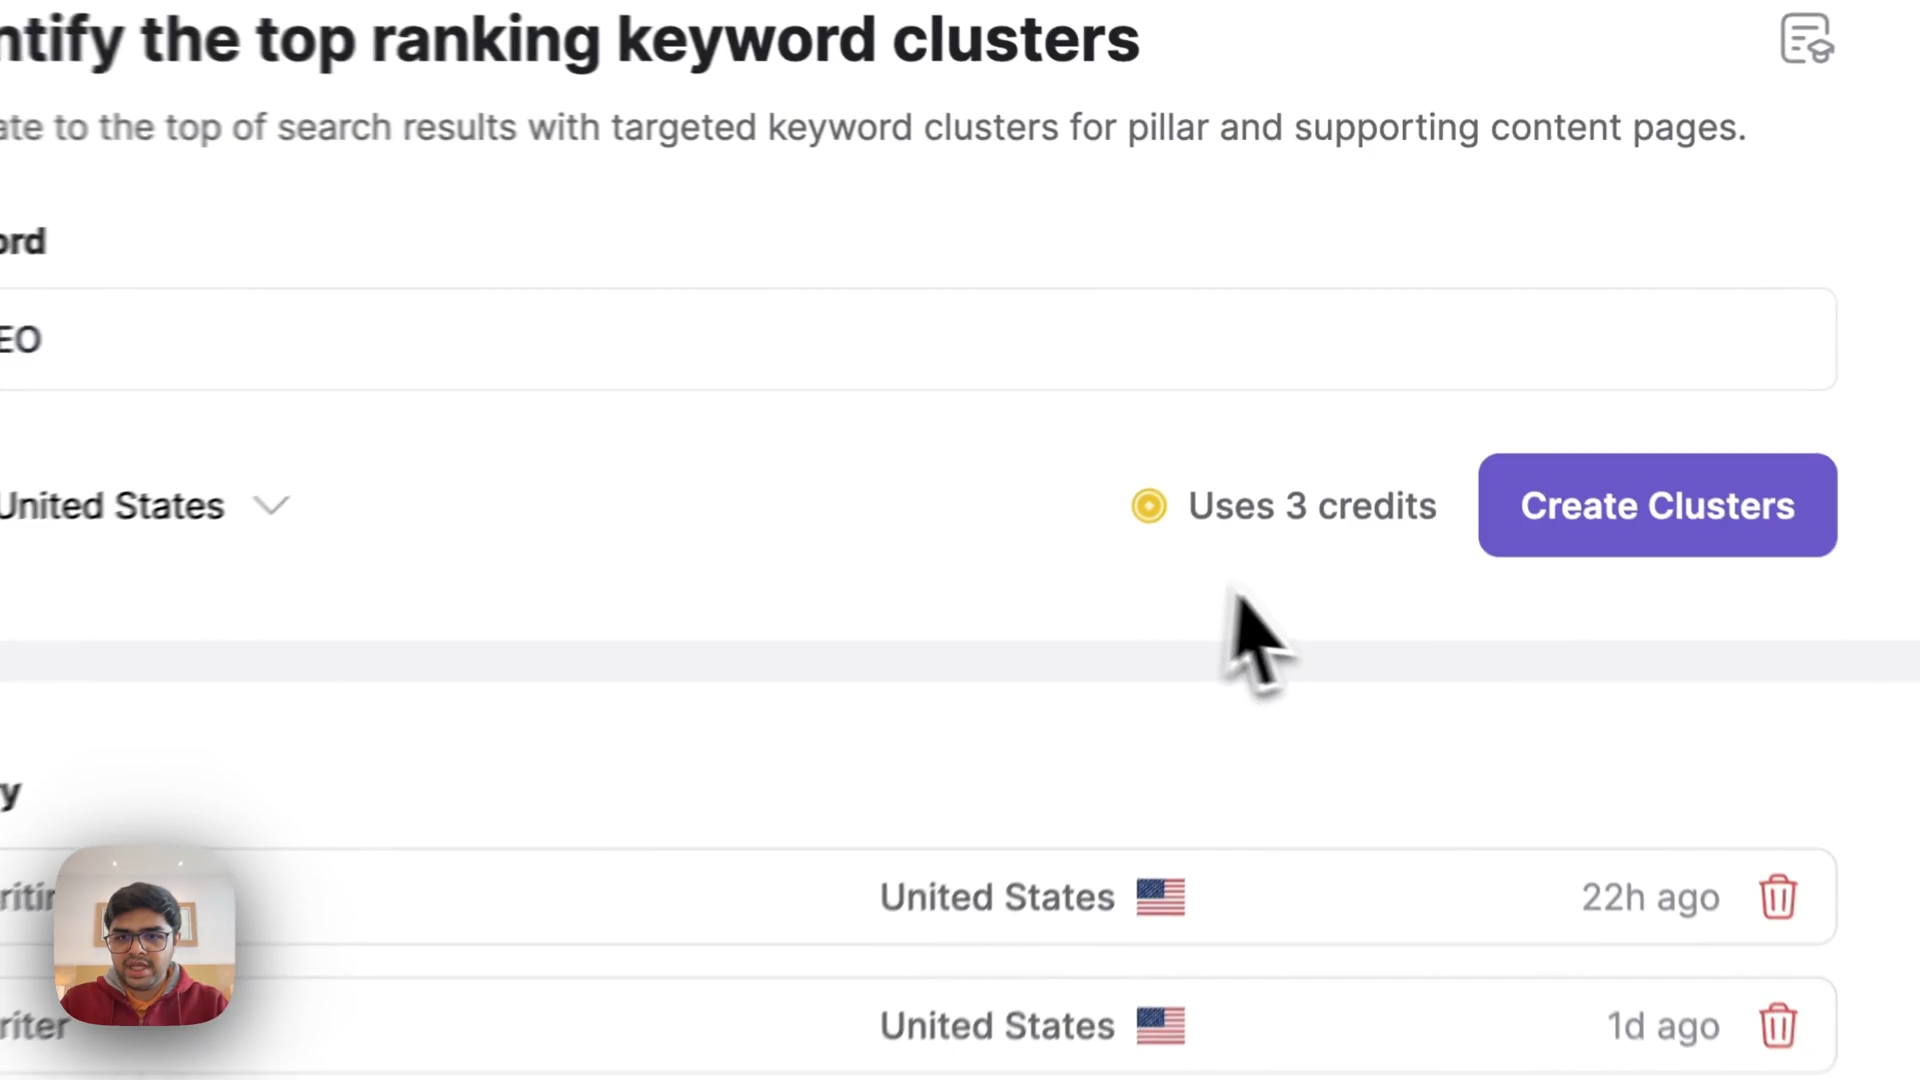 ntify the top ranking keyword clusters
ate to the top of search results with targeted keyword clusters for pillar and supporting content pages.
ord
EO
United States
Uses 3 credits
Create Clusters
y
ritin
United States
22h ago
riter
United States
1d ago